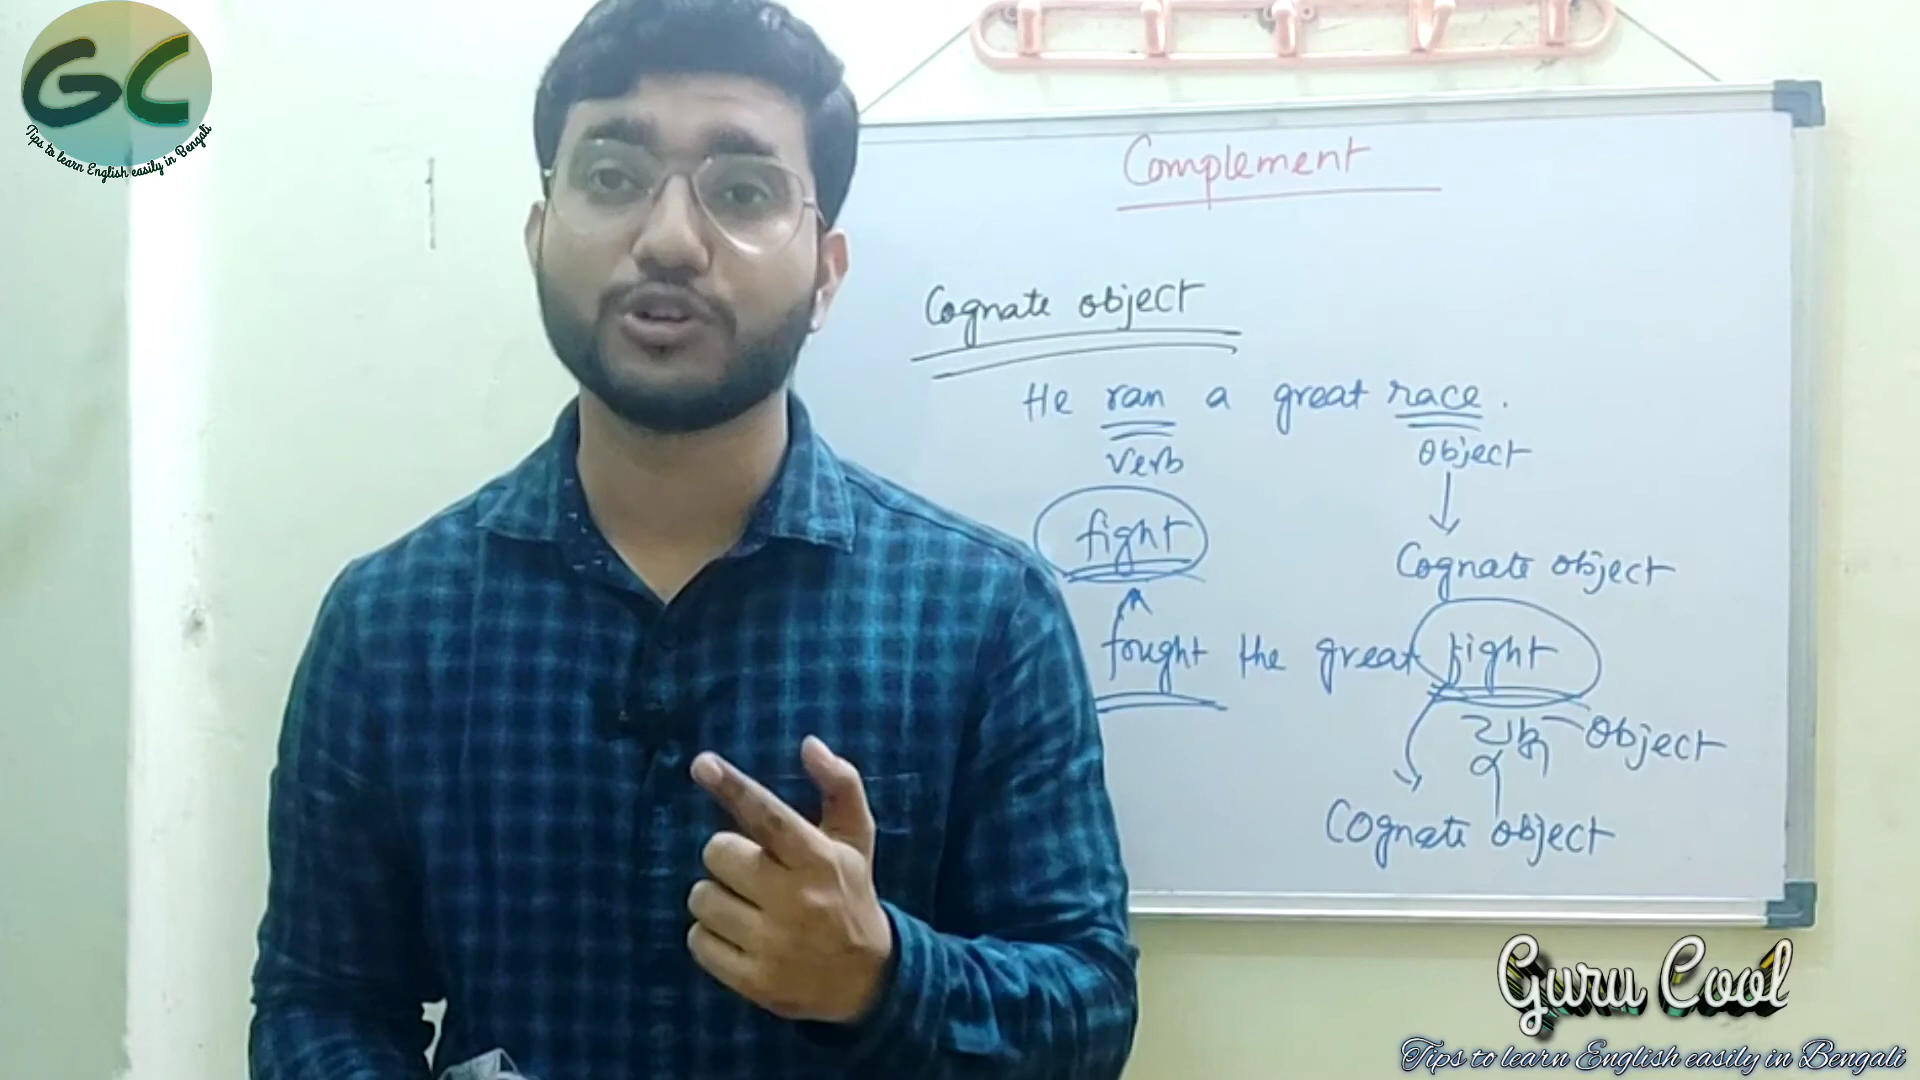 GC
Tips to learn English easily in Bengali
Complement
Cognate object
He ran a great race.
verb
object
fight
Cognate object
fought the great fight
যুদ্ধ object
Cognate object
Guru Cool
Tips to learn English easily in Bengali